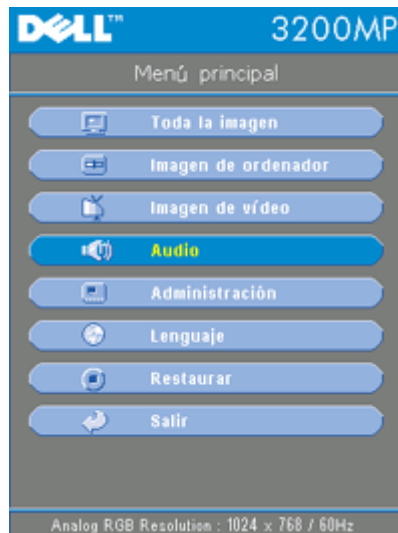 DELL™ 3200MP
Menú principal
Toda la imagen
Imagen de ordenador
Imagen de vídeo
Audio
Administración
Lenguaje
Restaurar
Salir
Analog RGB Resolution : 1024 x 768 / 60Hz